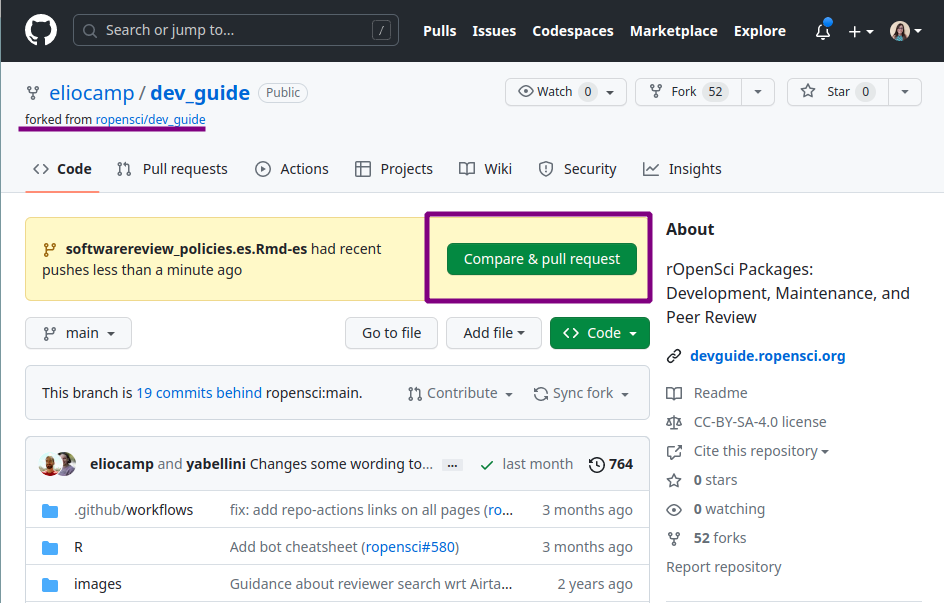 Search or jump to... /
Pulls Issues Codespaces Marketplace Explore
eliocamp / dev_guide Public
forked from ropensci/dev_guide
Watch 0
Fork 52
Star 0
Code Pull requests Actions Projects Wiki Security Insights
softwarereview_policies.es.Rmd-es had recent
pushes less than a minute ago
Compare & pull request
main
Go to file
Add file
Code
This branch is 19 commits behind ropensci:main.
Contribute
Sync fork
eliocamp and yabellini Changes some wording to... ... last month 764
.github/workflows fix: add repo-actions links on all pages (ro... 3 months ago
R Add bot cheatsheet (ropensci#580) 3 months ago
images Guidance about reviewer search wrt Airta... 2 years ago
About
rOpenSci Packages:
Development, Maintenance, and
Peer Review
devguide.ropensci.org
Readme
CC-BY-SA-4.0 license
Cite this repository
0 stars
0 watching
52 forks
Report repository